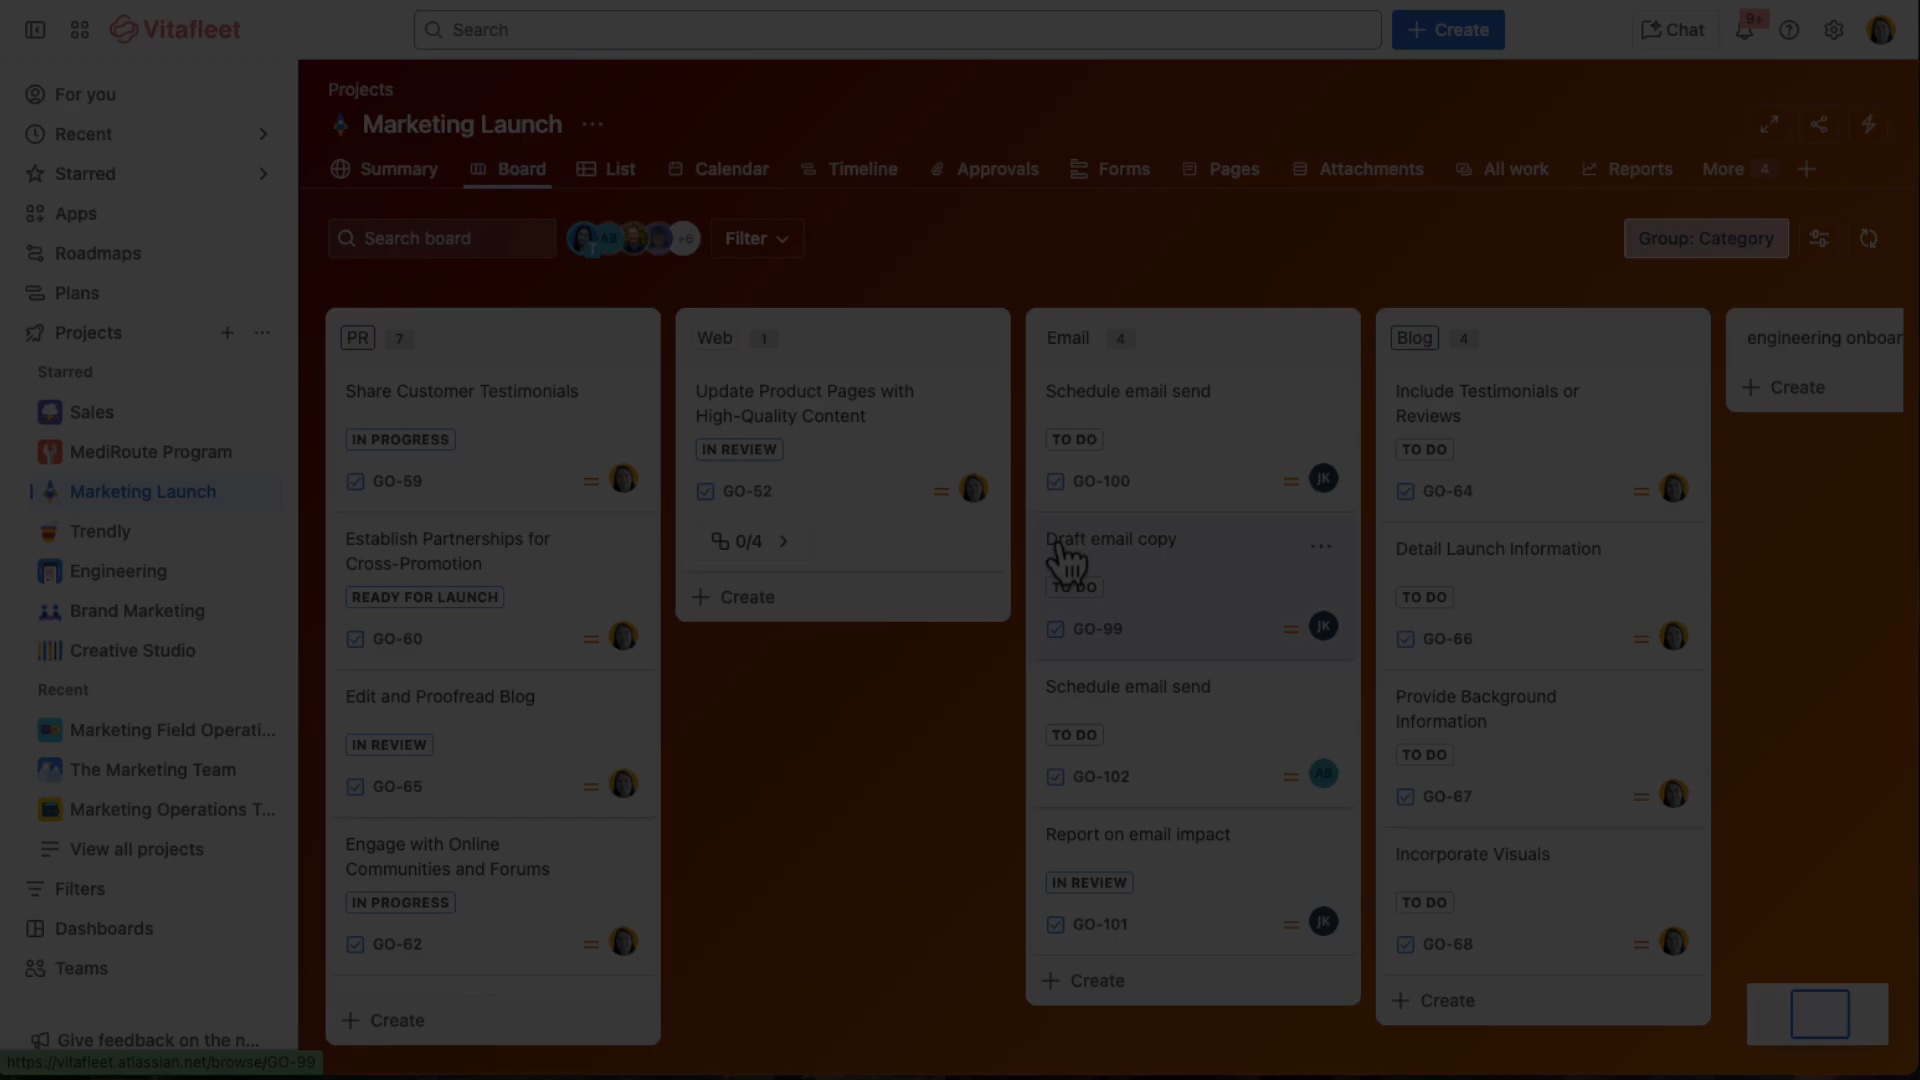 Vitafleet
Search
Create
Chat
9+
For you
Recent
Starred
Apps
Roadmaps
Plans
Projects
Starred
Sales
MediRoute Program
Marketing Launch
Trendly
Engineering
Brand Marketing
Creative Studio
Recent
Marketing Field Operati...
The Marketing Team
Marketing Operations T...
View all projects
Filters
Dashboards
Teams
Give feedback on the n...
https://vitafleet.atlassian.net/browse/GO-99
Projects
Marketing Launch
Summary
Board
List
Calendar
Timeline
Approvals
Forms
Pages
Attachments
All work
Reports
More 4
Search board
AB
+6
Filter
Group: Category
PR 7
Share Customer Testimonials
IN PROGRESS
GO-59
Establish Partnerships for
Cross-Promotion
READY FOR LAUNCH
GO-60
Edit and Proofread Blog
IN REVIEW
GO-65
Engage with Online
Communities and Forums
IN PROGRESS
GO-62
Create
Web 1
Update Product Pages with
High-Quality Content
IN REVIEW
GO-52
0/4
Create
Email 4
Schedule email send
TO DO
GO-100
JK
Draft email copy
TO DO
GO-99
JK
Schedule email send
TO DO
GO-102
AB
Report on email impact
IN REVIEW
GO-101
JK
Create
Blog 4
Include Testimonials or
Reviews
TO DO
GO-64
Detail Launch Information
TO DO
GO-66
Provide Background
Information
TO DO
GO-67
Incorporate Visuals
TO DO
GO-68
Create
engineering onboar
Create